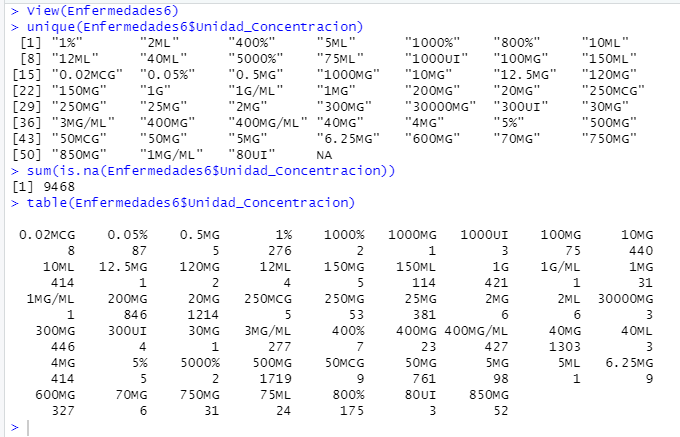 > View(Enfermedades6)
> unique(Enfermedades6$Unidad_Concentracion)
[1] "1%" "2ML" "400%" "5ML" "1000%" "800%" "10ML"
[8] "12ML" "40ML" "5000%" "75ML" "1000UI" "100MG" "150ML"
[15] "0.02MCG" "0.05%" "0.5MG" "1000MG" "10MG" "12.5MG" "120MG"
[22] "150MG" "1G" "1G/ML" "1MG" "200MG" "20MG" "250MCG"
[29] "250MG" "25MG" "2MG" "300MG" "30000MG" "300UI" "30MG"
[36] "3MG/ML" "400MG" "400MG/ML" "40MG" "4MG" "5%" "500MG"
[43] "50MCG" "50MG" "5MG" "6.25MG" "600MG" "70MG" "750MG"
[50] "850MG" "1MG/ML" "80UI" NA
> sum(is.na(Enfermedades6$Unidad_Concentracion))
[1] 9468
> table(Enfermedades6$Unidad_Concentracion)
0.02MCG 0.05% 0.5MG 1% 1000% 1000MG 1000UI 100MG 10MG
8 87 5 276 2 1 3 75 440
10ML 12.5MG 120MG 12ML 150MG 150ML 1G 1G/ML 1MG
414 1 2 4 5 114 421 1 31
1MG/ML 200MG 20MG 250MCG 250MG 25MG 2MG 2ML 30000MG
1 846 1214 5 53 381 6 6 3
300MG 300UI 30MG 3MG/ML 400% 400MG 400MG/ML 40MG 40ML
446 4 1 277 7 23 427 1303 3
4MG 5% 5000% 500MG 50MCG 50MG 5MG 5ML 6.25MG
414 5 2 1719 9 761 98 1 9
600MG 70MG 750MG 75ML 800% 80UI 850MG
327 6 31 24 175 3 52
>